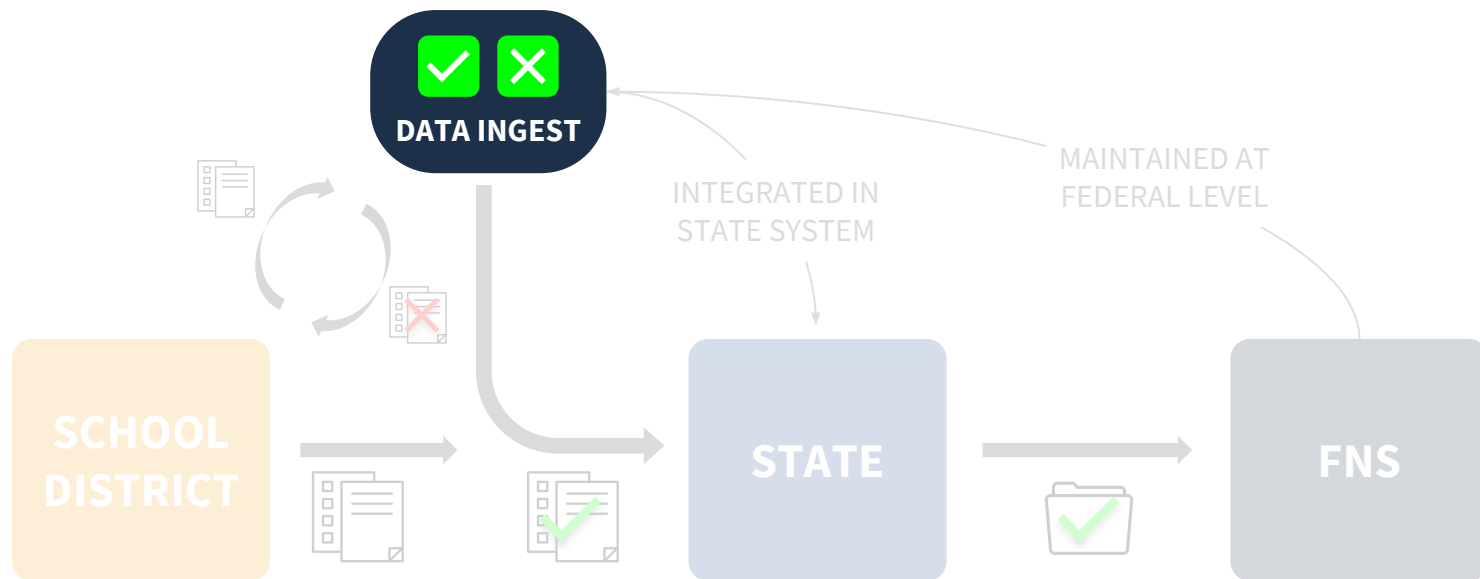 DATA INGEST
INTEGRATED IN
STATE SYSTEM
MAINTAINED AT
FEDERAL LEVEL
SCHOOL
DISTRICT
STATE
FNS